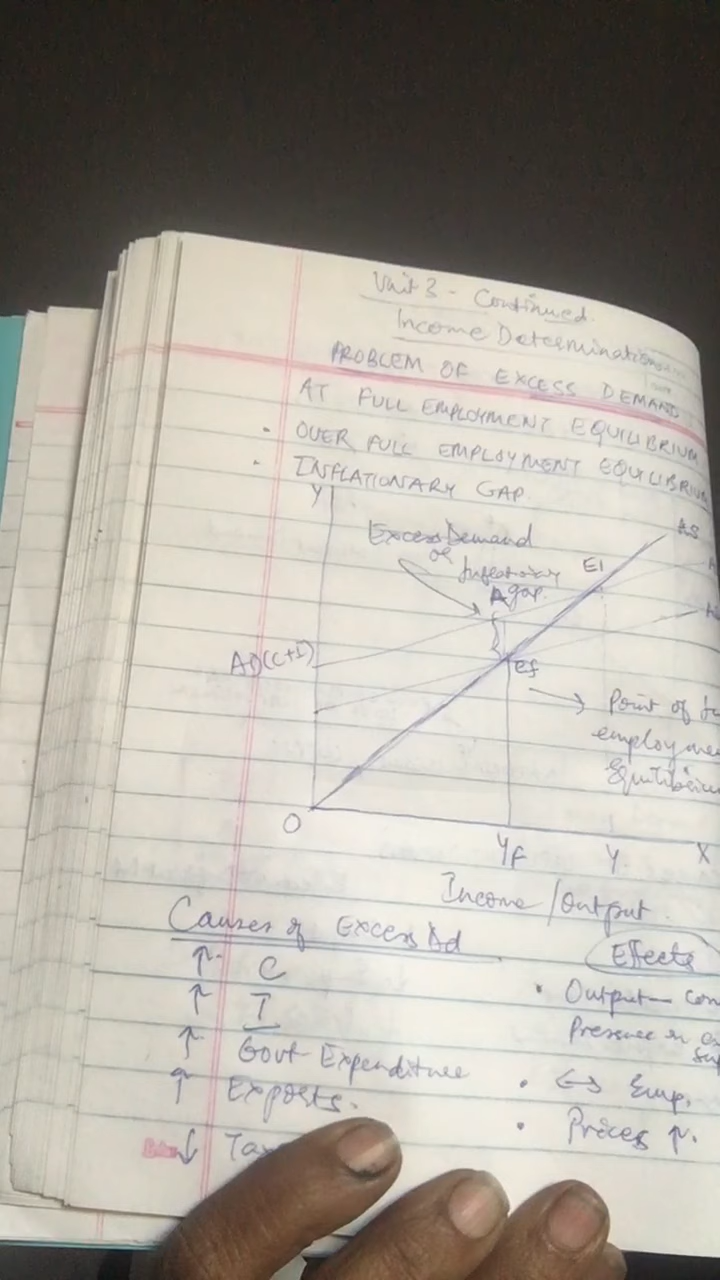 Unit 3 - Continued.
Income Determination
PROBLEM OF EXCESS DEMAND
AT FULL EMPLOYMENT EQUILIBRIUM
• OVER FULL EMPLOYMENT EQUILIBRIUM
• INFLATIONARY GAP
Y
Excess Demand
or Inflationary
gap.
A
E1
AS
AD(C+I)
Ef
Point of
Equilibrium
O
YF
Y
X
Income/Output
Causes of Excess Ad
↑ C
↑ I
↑ Govt Expenditure
↑ Exports.
↓
Effects
• Output-
Pressure
• ↔ Emp.
• Prices ↑.